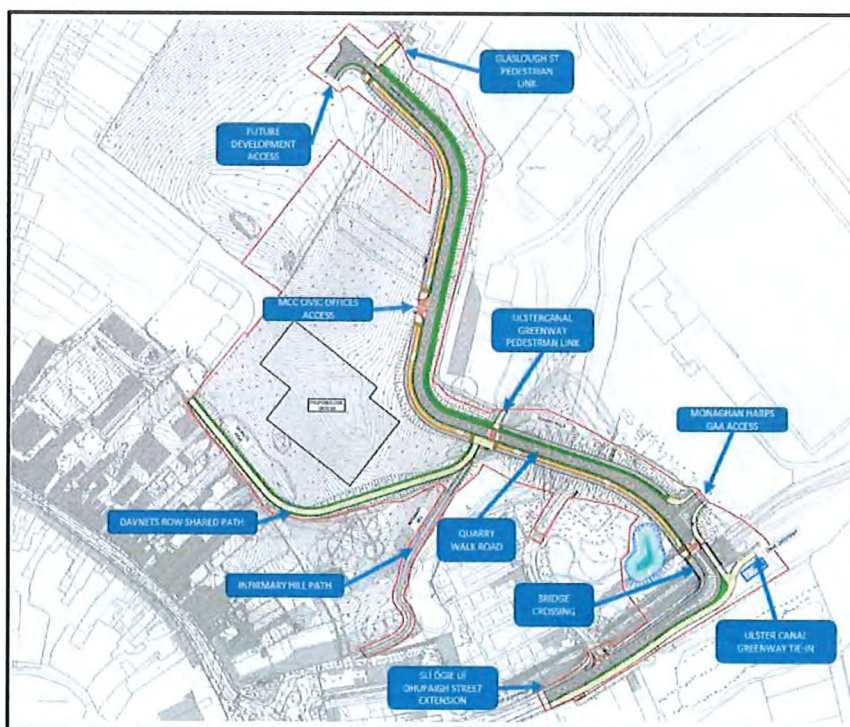 GLASLOUGH ST
PEDESTRIAN
LINK
FUTURE
DEVELOPMENT
ACCESS
MCC CIVIC OFFICES
ACCESS
ULSTERCANAL
GREENWAY
PEDESTRIAN LINK
MONAGHAN HARPS
GAA ACCESS
DAVNETS ROW SHARED PATH
QUARRY
WALK ROAD
INFIRMARY HILL PATH
BRIDGE
CROSSING
ULSTER CANAL
GREENWAY TIE-IN
SLÍ ÓGIE UÍ
DHUFAIGH STREET
EXTENSION